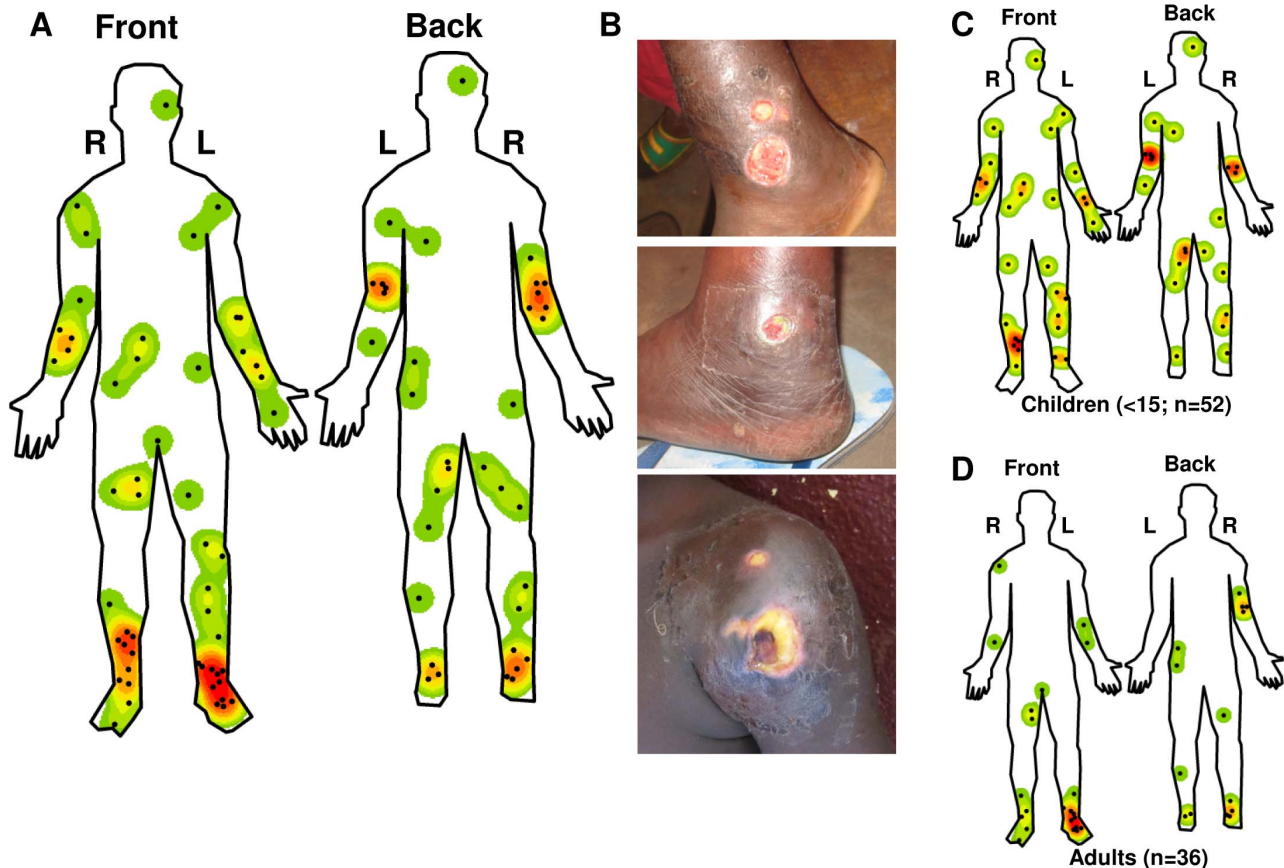 A
Front
Back
R
L
L
R
B
C
Front
Back
R
L
L
R
Children (<15; n=52)
D
Front
Back
R
L
L
R
Adults (n=36)